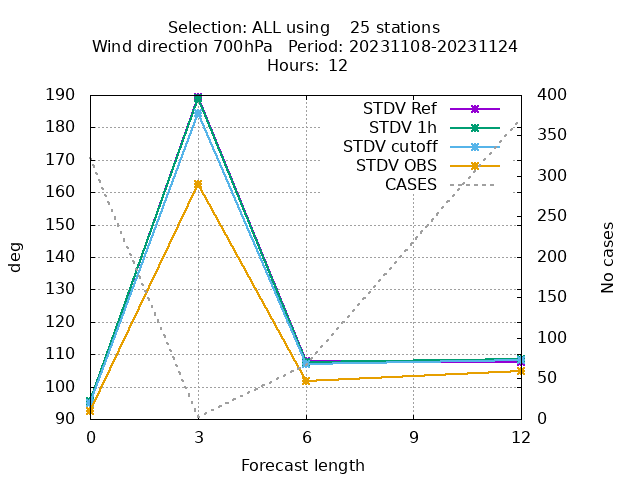 Selection: ALL using    25 stations
Wind direction 700hPa   Period: 20231108-20231124
Hours: 12
190
180
170
160
150
140
130
120
110
100
90
400
350
300
250
200
150
100
50
0
STDV Ref
STDV 1h
STDV cutoff
STDV OBS
CASES
deg
No cases
0 3 6 9 12
Forecast length